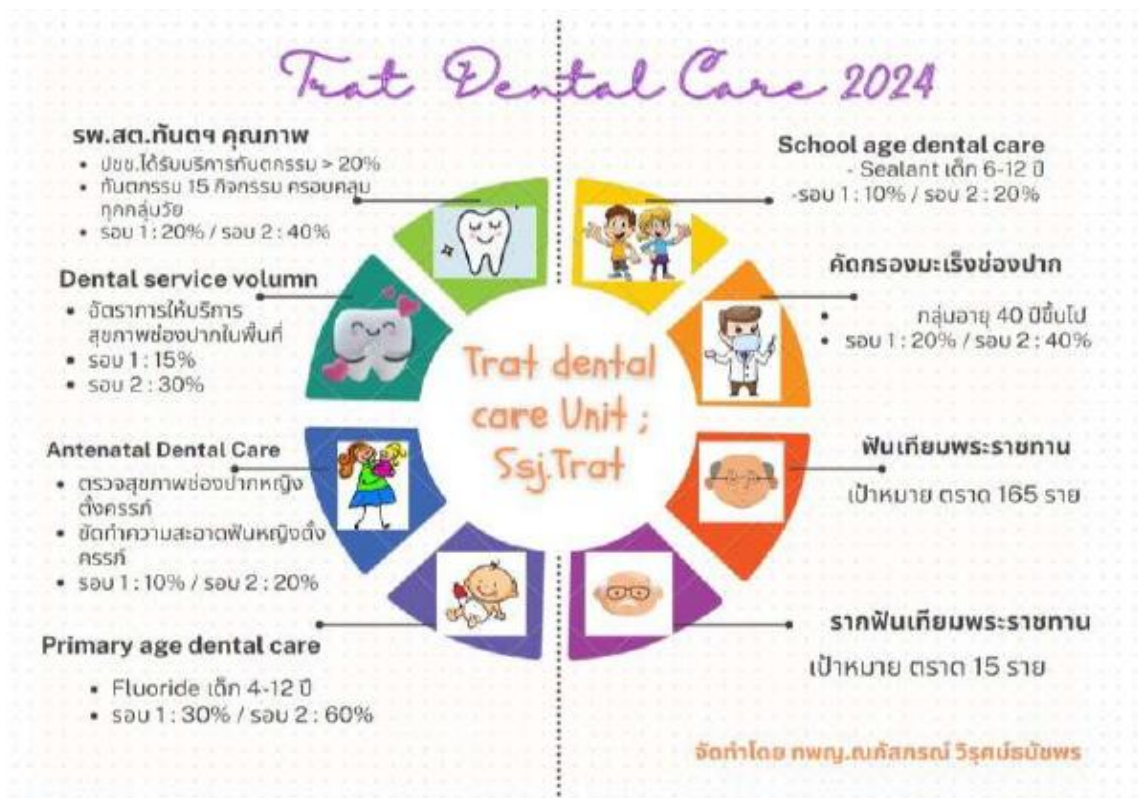 Trat Dental Care 2024
รพ.สต.ทันตฯ คุณภาพ
• ปชช.ได้รับบริการทันตกรรม > 20%
• ทันตกรรม 15 กิจกรรม ครอบคลุม
ทุกกลุ่มวัย
• รอบ 1 : 20% / รอบ 2 : 40%
Dental service volumn
• อัตราการให้บริการ
สุขภาพช่องปากในพื้นที่
• รอบ 1 : 15%
• รอบ 2 : 30%
Antenatal Dental Care
• ตรวจสุขภาพช่องปากหญิง
ตั้งครรภ์
• ขัดทำความสะอาดฟันหญิงตั้ง
ครรภ์
• รอบ 1 : 10% / รอบ 2 : 20%
Primary age dental care
• Fluoride เด็ก 4-12 ปี
• รอบ 1 : 30% / รอบ 2 : 60%
Trat dental
care Unit ;
Ssj.Trat
School age dental care
- Sealant เด็ก 6-12 ปี
-รอบ 1 : 10% / รอบ 2 : 20%
คัดกรองมะเร็งช่องปาก
• กลุ่มอายุ 40 ปีขึ้นไป
• รอบ 1 : 20% / รอบ 2 : 40%
ฟันเทียมพระราชทาน
เป้าหมาย ตราด 165 ราย
รากฟันเทียมพระราชทาน
เป้าหมาย ตราด 15 ราย
จัดทำโดย ทพญ.ณภัสภรณ์